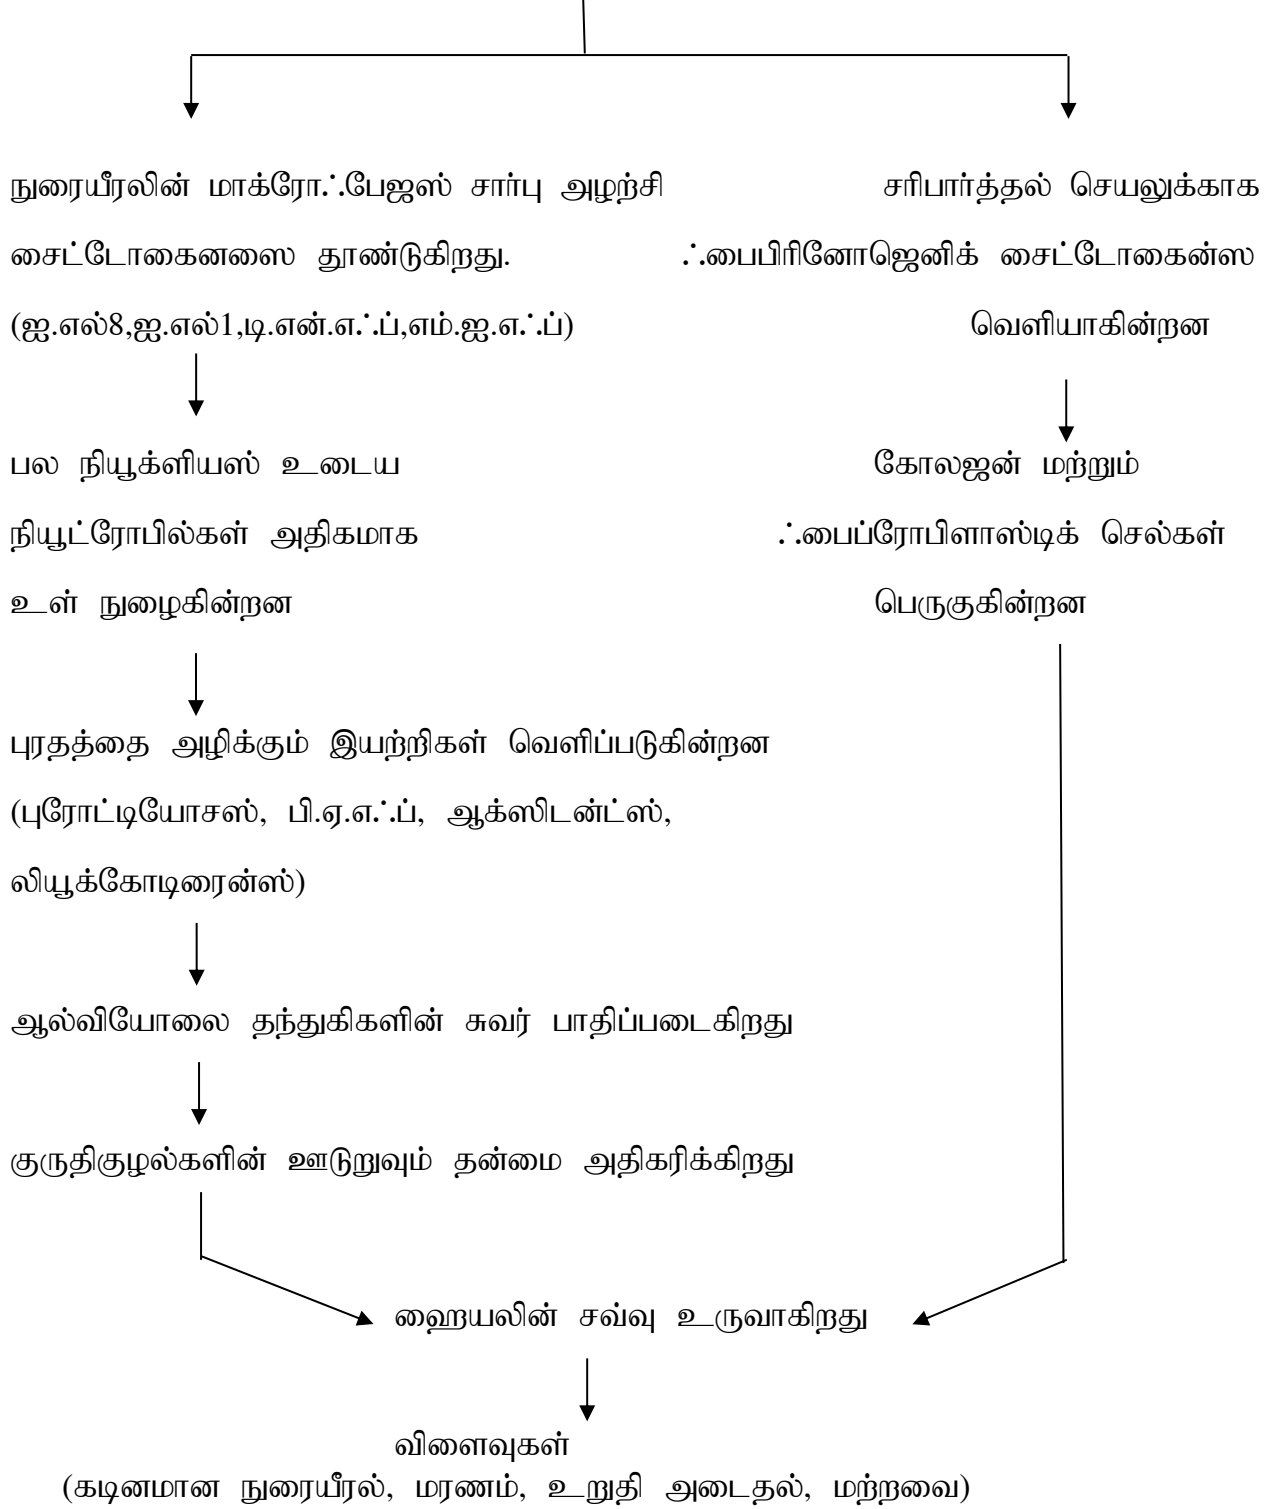 நுரையீரலின் மாக்ரோஃபேஜஸ் சார்பு அழற்சி
சைட்டோகைனஸை தூண்டுகிறது.
(ஐ.எல்8,ஐ.எல்1,டி.என்.எஃப்,எம்.ஐ.எஃப்)
பல நியூக்ளியஸ் உடைய
நியூட்ரோபில்கள் அதிகமாக
உள் நுழைகின்றன
புரதத்தை அழிக்கும் இயற்றிகள் வெளிப்படுகின்றன
(புரோட்டியோசஸ், பி.ஏ.எஃப், ஆக்ஸிடன்ட்ஸ்,
லியூக்கோடிரைன்ஸ்)
ஆல்வியோலை தந்துகிகளின் சுவர் பாதிப்படைகிறது
குருதிகுழல்களின் ஊடுறுவும் தன்மை அதிகரிக்கிறது
சரிபார்த்தல் செயலுக்காக
ஃபைபிரினோஜெனிக் சைட்டோகைன்ஸ
வெளியாகின்றன
கோலஜன் மற்றும்
ஃபைப்ரோபிளாஸ்டிக் செல்கள்
பெருகுகின்றன
ஹையலின் சவ்வு உருவாகிறது
விளைவுகள்
(கடினமான நுரையீரல், மரணம், உறுதி அடைதல், மற்றவை)